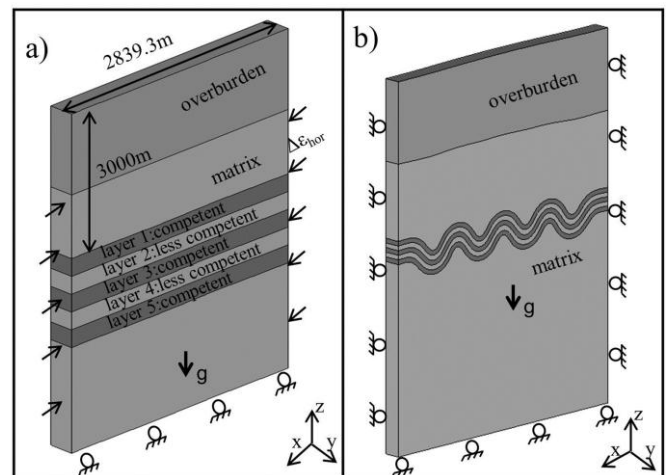 a)
2839.3m
overburden
3000m
Δε_hor
matrix
layer 1:competent
layer 2:less competent
layer 3:competent
layer 4:less competent
layer 5:competent
g
z
x
y
b)
overburden
matrix
g
z
x
y